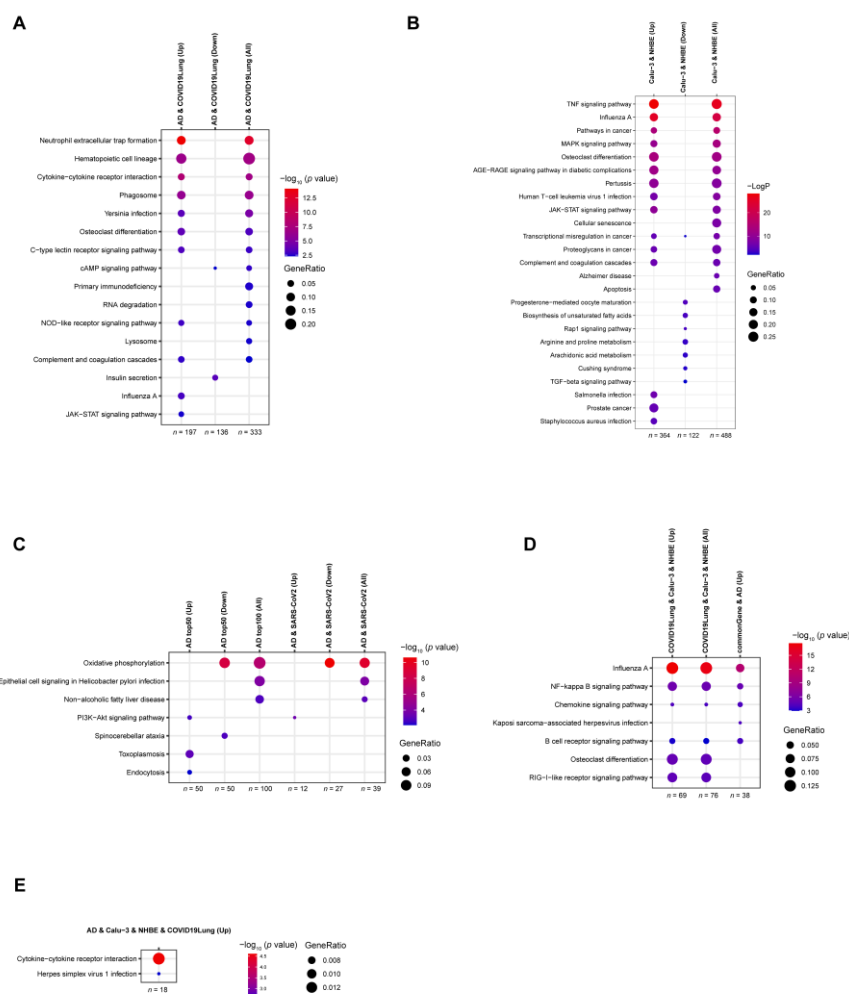 A
AD & COVID19Lung (Up)
AD & COVID19Lung (Down)
AD & COVID19Lung (All)
Neutrophil extracellular trap formation
Hematopoietic cell lineage
Cytokine−cytokine receptor interaction
Phagosome
Yersinia infection
Osteoclast differentiation
C−type lectin receptor signaling pathway
cAMP signaling pathway
Primary immunodeficiency
RNA degradation
NOD−like receptor signaling pathway
Lysosome
Complement and coagulation cascades
Insulin secretion
Influenza A
JAK−STAT signaling pathway
n = 197
n = 136
n = 333
−log10 (p value)
12.5
10.0
7.5
5.0
2.5
GeneRatio
0.05
0.10
0.15
0.20
B
Calu−3 & NHBE (Up)
Calu−3 & NHBE (Down)
Calu−3 & NHBE (All)
TNF signaling pathway
Influenza A
Pathways in cancer
MAPK signaling pathway
Osteoclast differentiation
AGE−RAGE signaling pathway in diabetic complications
Pertussis
Human T−cell leukemia virus 1 infection
JAK−STAT signaling pathway
Cellular senescence
Transcriptional misregulation in cancer
Proteoglycans in cancer
Complement and coagulation cascades
Alzheimer disease
Apoptosis
Progesterone−mediated oocyte maturation
Biosynthesis of unsaturated fatty acids
Rap1 signaling pathway
Arginine and proline metabolism
Arachidonic acid metabolism
Cushing syndrome
TGF−beta signaling pathway
Salmonella infection
Prostate cancer
Staphylococcus aureus infection
n = 364
n = 122
n = 488
−LogP
20
10
GeneRatio
0.05
0.10
0.15
0.20
0.25
C
AD top50 (Up)
AD top50 (Down)
AD top100 (All)
AD & SARS−CoV2 (Up)
AD & SARS−CoV2 (Down)
AD & SARS−CoV2 (All)
Oxidative phosphorylation
Epithelial cell signaling in Helicobacter pylori infection
Non−alcoholic fatty liver disease
PI3K−Akt signaling pathway
Spinocerebellar ataxia
Toxoplasmosis
Endocytosis
n = 50
n = 50
n = 100
n = 12
n = 27
n = 39
−log10 (p value)
10
8
6
4
GeneRatio
0.03
0.06
0.09
D
COVID19Lung & Calu−3 & NHBE (Up)
COVID19Lung & Calu−3 & NHBE (All)
commonGene & AD (Up)
Influenza A
NF−kappa B signaling pathway
Chemokine signaling pathway
Kaposi sarcoma−associated herpesvirus infection
B cell receptor signaling pathway
Osteoclast differentiation
RIG−I−like receptor signaling pathway
n = 69
n = 76
n = 38
−log10 (p value)
15
12
9
6
3
GeneRatio
0.050
0.075
0.100
0.125
E
AD & Calu−3 & NHBE & COVID19Lung (Up)
Cytokine−cytokine receptor interaction
Herpes simplex virus 1 infection
n = 18
−log10 (p value)
4.5
4.0
3.5
3.0
GeneRatio
0.008
0.010
0.012